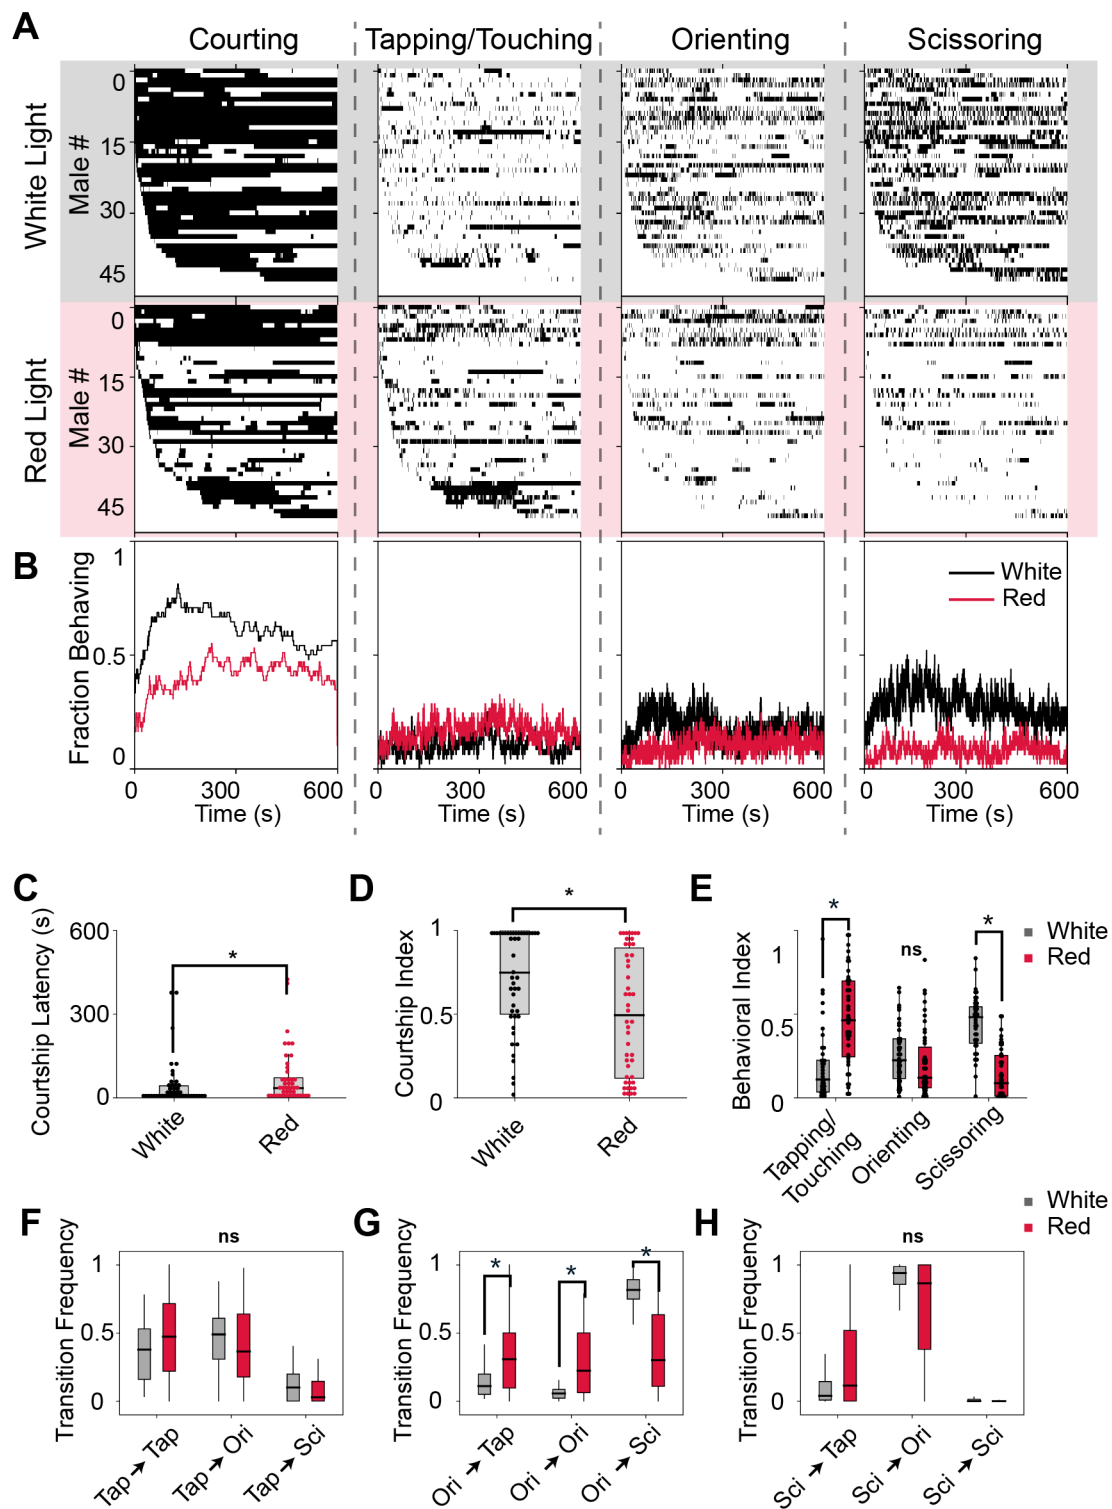 A
Courting
Tapping/Touching
Orienting
Scissoring
White Light
Male #
0
15
30
45
Red Light
Male #
0
15
30
45
B
Fraction Behaving
1
0.5
0
White
Red
0 300 600
Time (s)
0 300 600
Time (s)
0 300 600
Time (s)
0 300 600
Time (s)
C
Courtship Latency (s)
600
300
0
*
White
Red
D
Courtship Index
1
0.5
0
*
White
Red
E
Behavioral Index
1
0.5
0
*
ns
*
White
Red
Tapping/
Touching
Orienting
Scissoring
White
Red
F
Transition Frequency
1
0.5
0
ns
Tap → Tap
Tap → Ori
Tap → Sci
G
Transition Frequency
1
0.5
0
*
*
*
Ori → Tap
Ori → Ori
Ori → Sci
H
Transition Frequency
1
0.5
0
ns
Sci → Tap
Sci → Ori
Sci → Sci